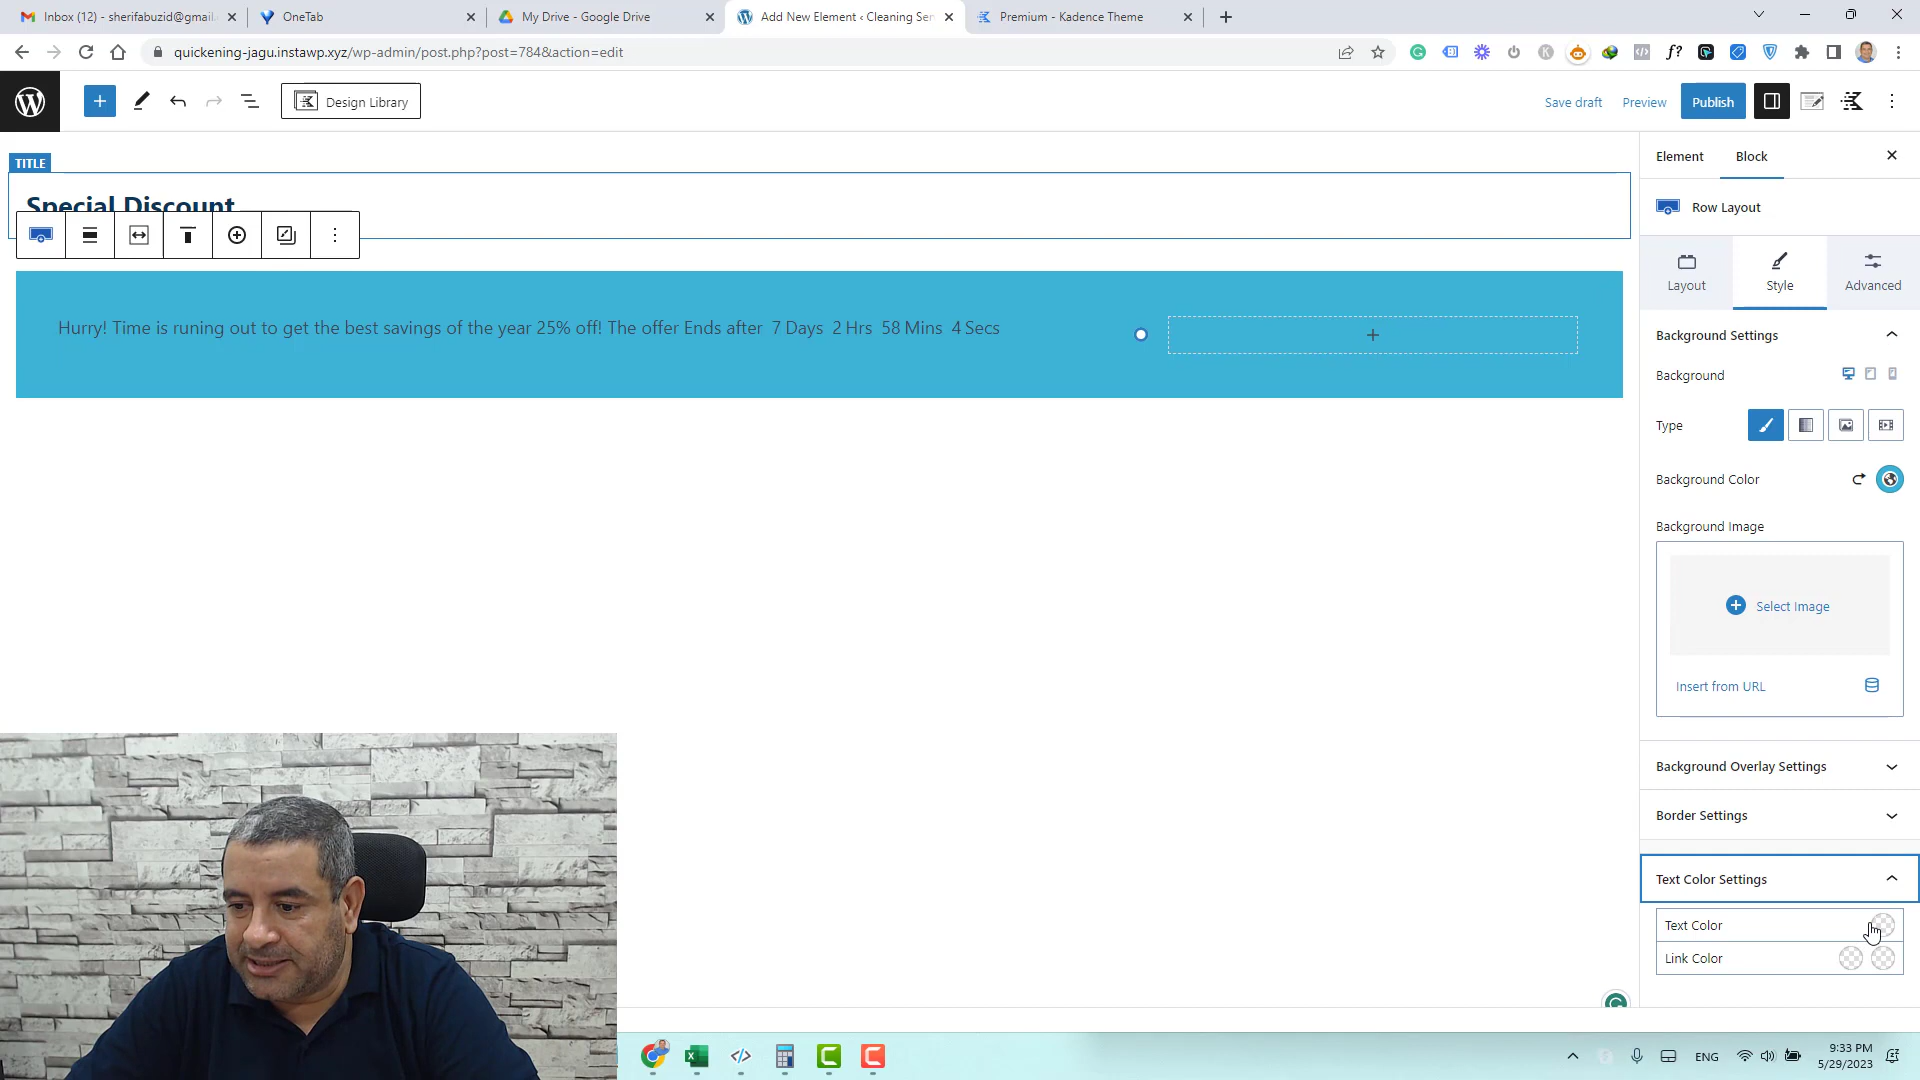 Inbox (12) - sherifabuzid@gmail.
OneTab
My Drive - Google Drive
Add New Element ‹ Cleaning Ser
Premium - Kadence Theme
quickening-jagu.instawp.xyz/wp-admin/post.php?post=784&action=edit
f?
Design Library
Save draft
Preview
Publish
TITLE
Special Discount
Element
Block
Row Layout
Layout
Style
Advanced
Hurry! Time is runing out to get the best savings of the year 25% off! The offer Ends after 7 Days 2 Hrs 58 Mins 4 Secs
Background Settings
Background
Type
Background Color
Background Image
Select Image
Insert from URL
Background Overlay Settings
Border Settings
Text Color Settings
Text Color
Link Color
ENG
9:33 PM
5/29/2023